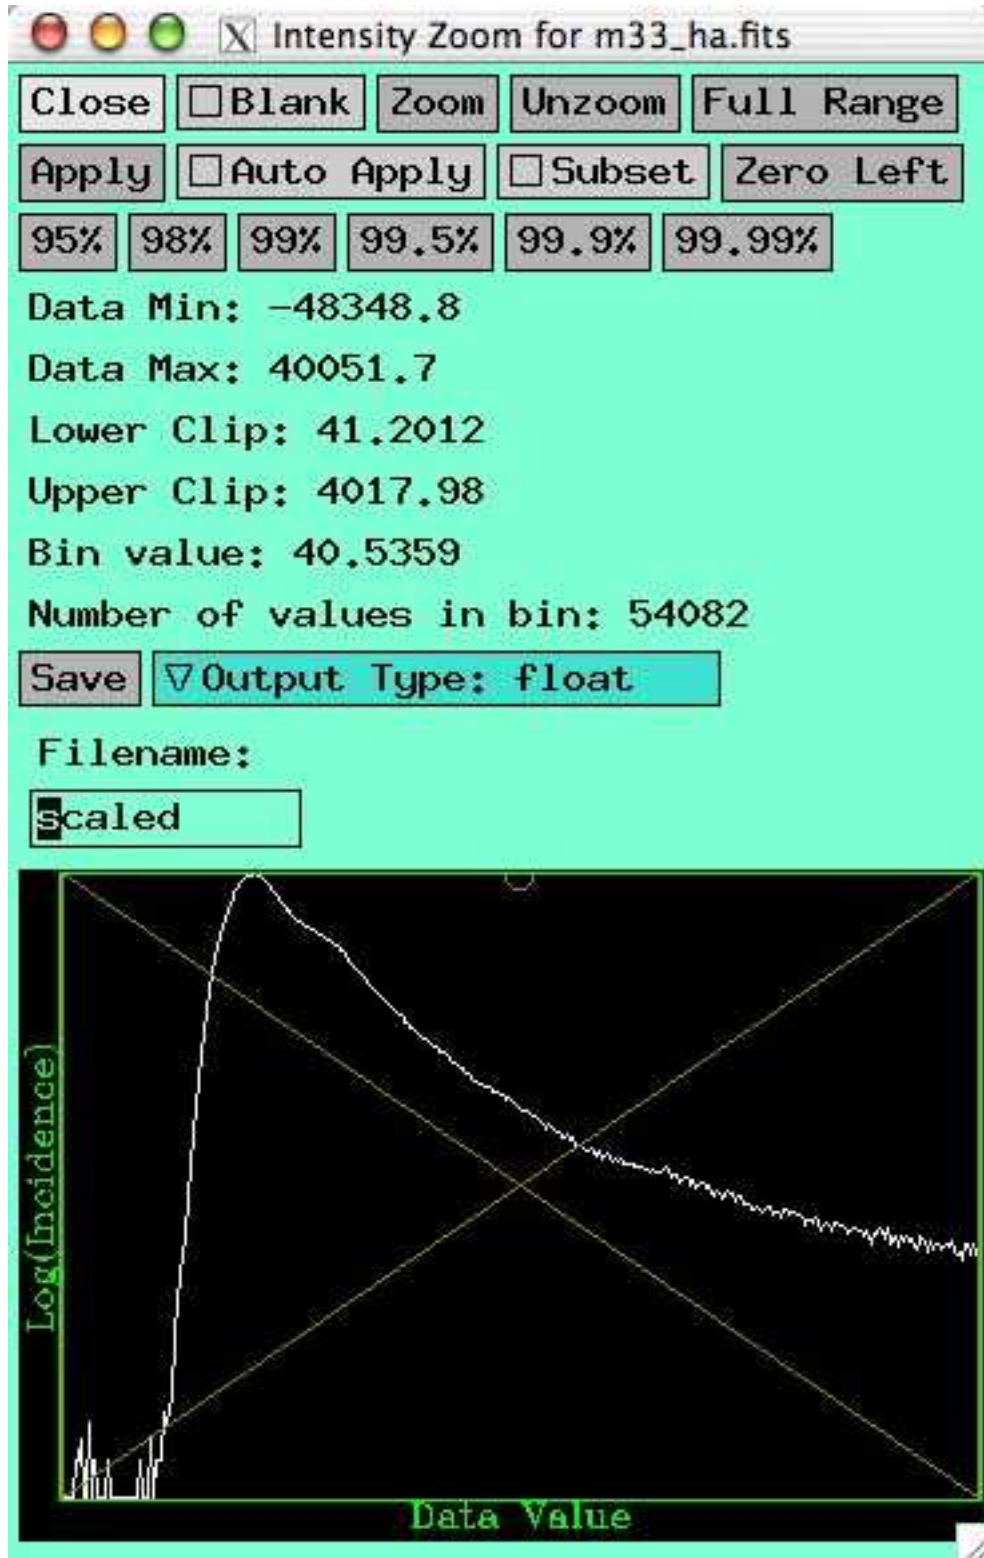 X Intensity Zoom for m33_ha.fits
Close Blank Zoom Unzoom Full Range
Apply Auto Apply Subset Zero Left
95% 98% 99% 99.5% 99.9% 99.99%
Data Min: -48348.8
Data Max: 40051.7
Lower Clip: 41.2012
Upper Clip: 4017.98
Bin value: 40.5359
Number of values in bin: 54082
Save Output Type: float
Filename:
scaled
Log(Incidence)
Data Value